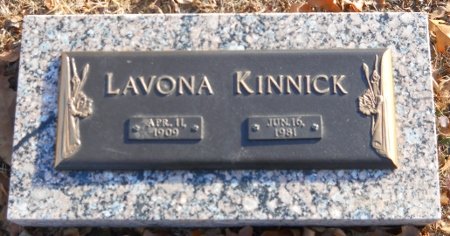 LAVONA KINNICK
APR. 11, JUN. 16,
1909 1981